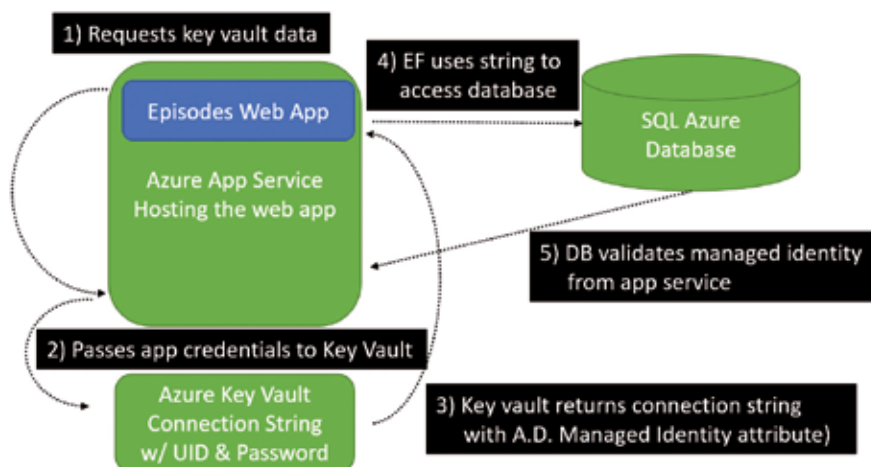 1) Requests key vault data
Episodes Web App
Azure App Service
Hosting the web app
4) EF uses string to
access database
SQL Azure
Database
5) DB validates managed identity
from app service
2) Passes app credentials to Key Vault
Azure Key Vault
Connection String
w/ UID & Password
3) Key vault returns connection string
with A.D. Managed Identity attribute)